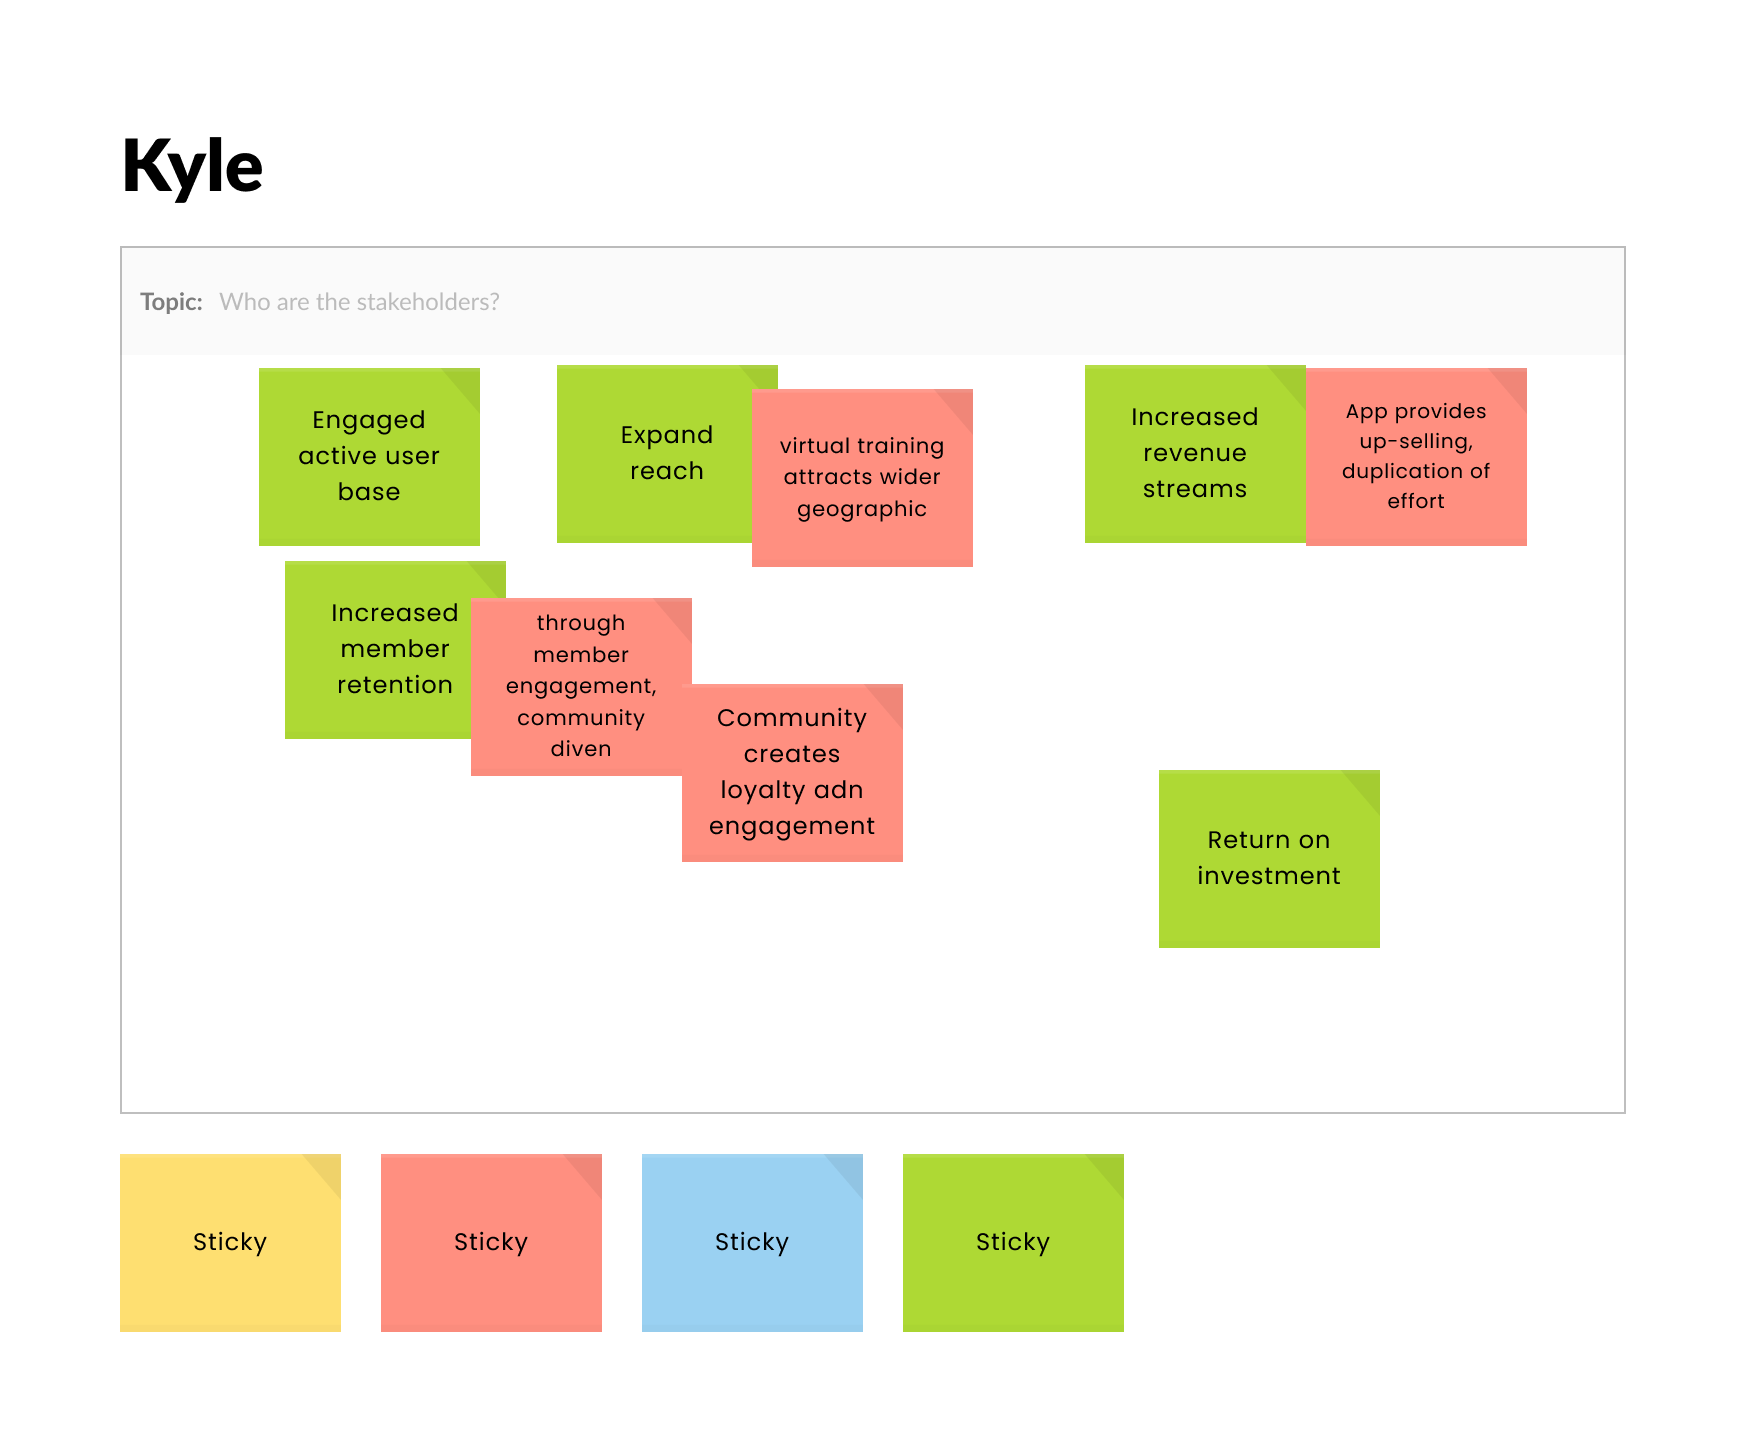 Kyle
Topic: Who are the stakeholders?
Engaged
active user
base
Expand
reach
virtual training
attracts wider
geographic
Increased
revenue
streams
App provides
up-selling,
duplication of
effort
Increased
member
retention
through
member
engagement,
community
diven
Community
creates
loyalty adn
engagement
Return on
investment
Sticky
Sticky
Sticky
Sticky